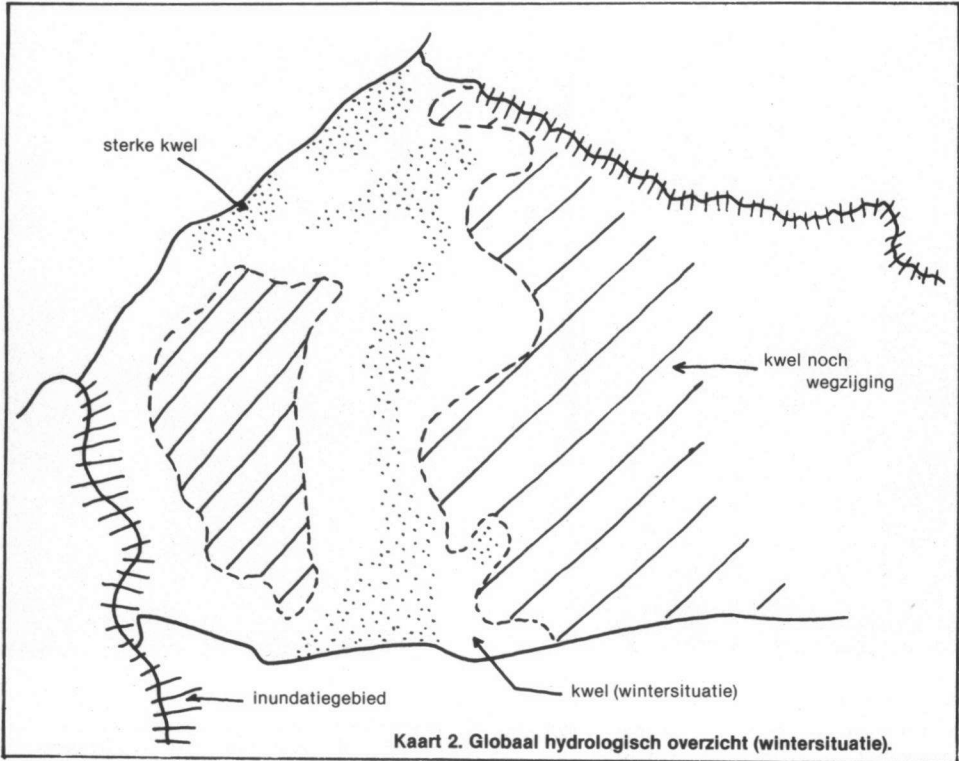 sterke kwel
kwel noch
wegzijging
kwel (wintersituatie)
inundatiegebied
Kaart 2. Globaal hydrologisch overzicht (wintersituatie).